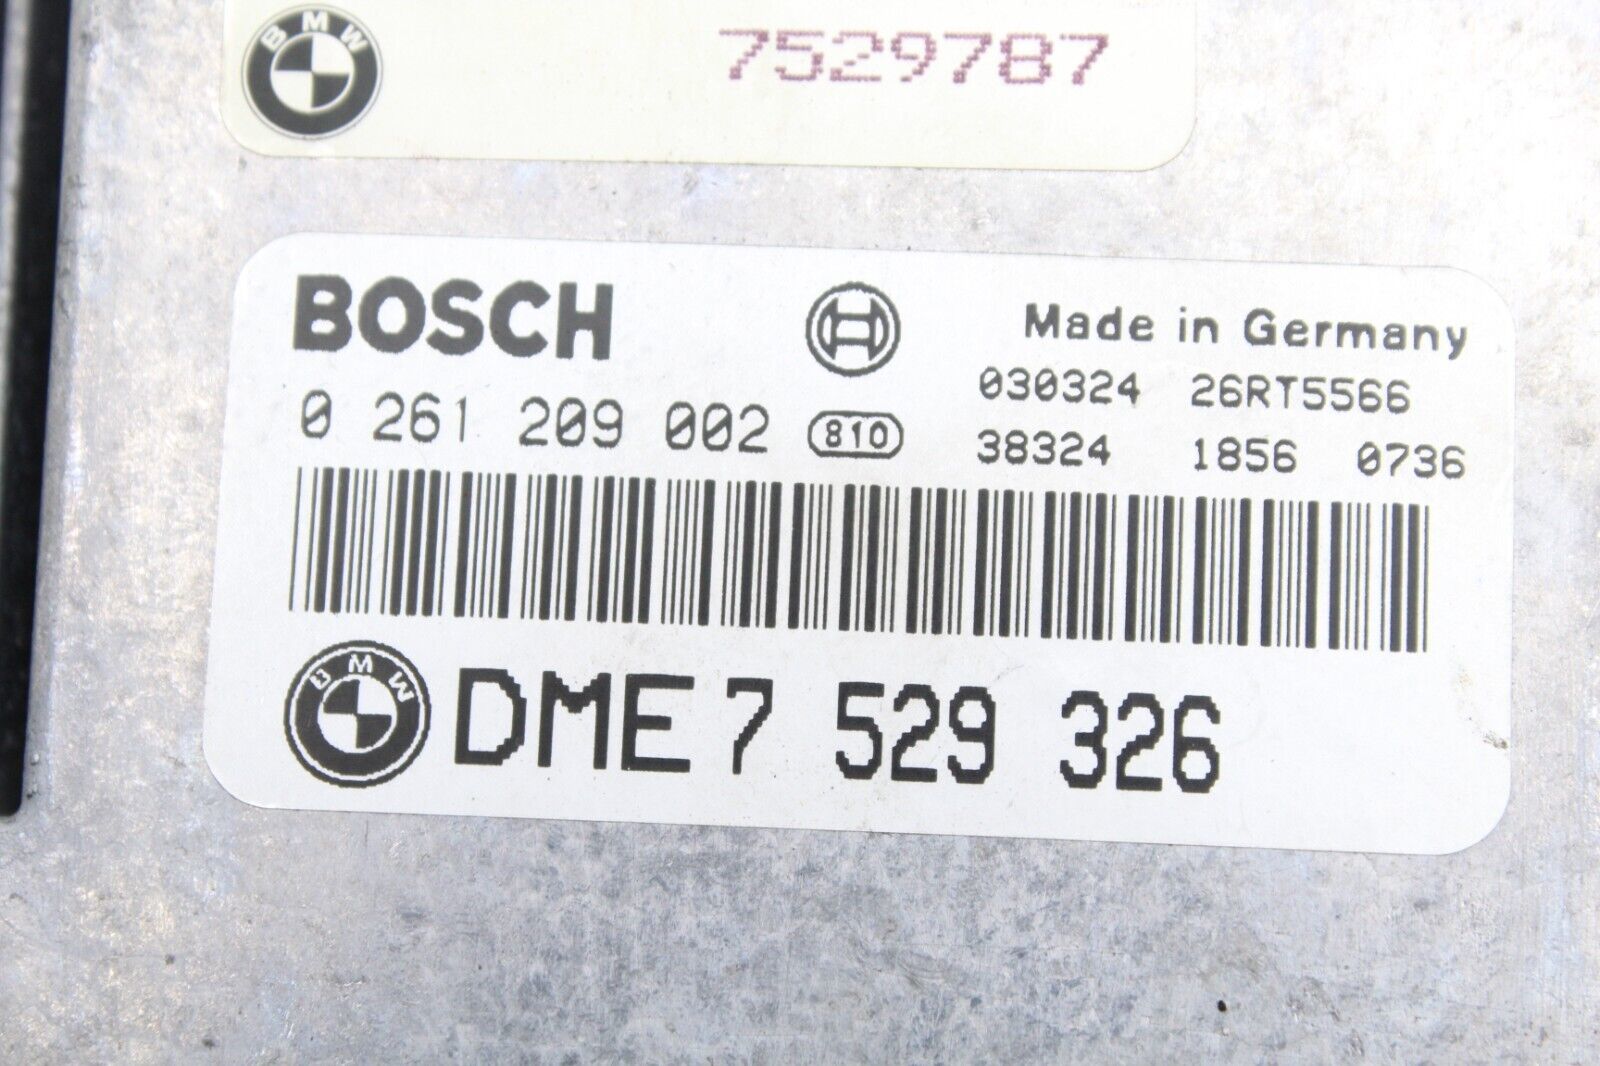 BMW
7529787
BOSCH
Made in Germany
0 261 209 002
810
030324 26RT5566
38324 1856 0736
BMW
DME 7 529 326